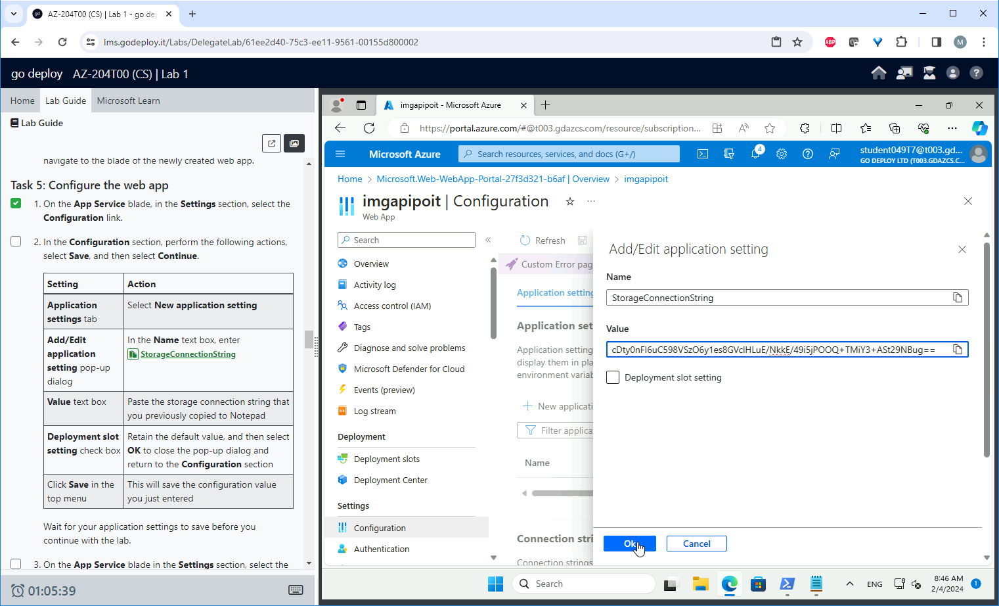 AZ-204T00 (CS) | Lab 1 - go de
lms.godeploy.it/Labs/DelegateLab/61ee2d40-75c3-ee11-9561-00155d800002
ABP
M
go deploy AZ-204T00 (CS) | Lab 1
Home Lab Guide Microsoft Learn
Lab Guide
navigate to the blade of the newly created web app.
Task 5: Configure the web app
1. On the App Service blade, in the Settings section, select the
Configuration link.
2. In the Configuration section, perform the following actions,
select Save, and then select Continue.
Setting Action
Application
settings tab
Select New application setting
Add/Edit
application
setting pop-up
dialog
In the Name text box, enter
StorageConnectionString
Value text box
Paste the storage connection string that
you previously copied to Notepad
Deployment slot
setting check box
Retain the default value, and then select
OK to close the pop-up dialog and
return to the Configuration section
Click Save in the
top menu
This will save the configuration value
you just entered
Wait for your application settings to save before you
continue with the lab.
3. On the App Service blade in the Settings section, select the
01:05:39
imgapipoit - Microsoft Azure
https://portal.azure.com/#@t003.gdazcs.com/resource/subscription...
Microsoft Azure
Search resources, services, and docs (G+/)
4
student049T7@t003.gd...
GO DEPLOY LTD (T003.GDAZCS.C...
Home > Microsoft.Web-WebApp-Portal-27f3d321-b6af | Overview > imgapipoit
imgapipoit | Configuration
Web App
Search
Overview
Activity log
Access control (IAM)
Tags
Diagnose and solve problems
Microsoft Defender for Cloud
Events (preview)
Log stream
Deployment
Deployment slots
Deployment Center
Settings
Configuration
Authentication
Refresh
Custom Error pag
Application setting
Application set
Application setting
display them in pla
environment variab
New applicati
Filter applica
Name
Connection stri
Connection strings
Add/Edit application setting
Name
StorageConnectionString
Value
cDty0nFI6uC598VSzO6y1es8GVcIHLuE/NkkE/49i5jPOOQ+TMiY3+ASt29NBug==
Deployment slot setting
Ok
Cancel
Search
ENG
8:46 AM
2/4/2024
1